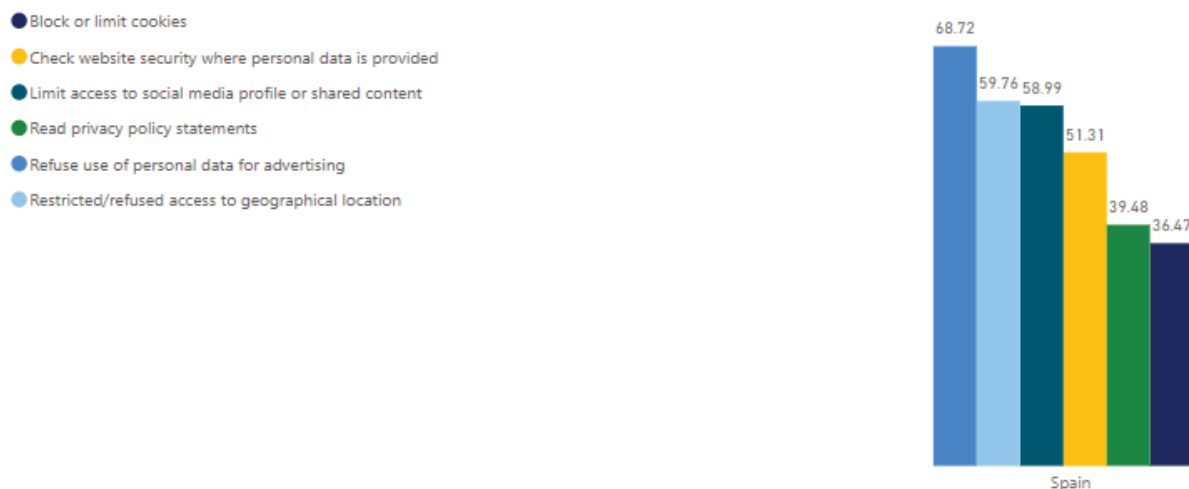 Block or limit cookies
Check website security where personal data is provided
Limit access to social media profile or shared content
Read privacy policy statements
Refuse use of personal data for advertising
Restricted/refused access to geographical location
68.72
59.76
58.99
51.31
39.48
36.47
Spain